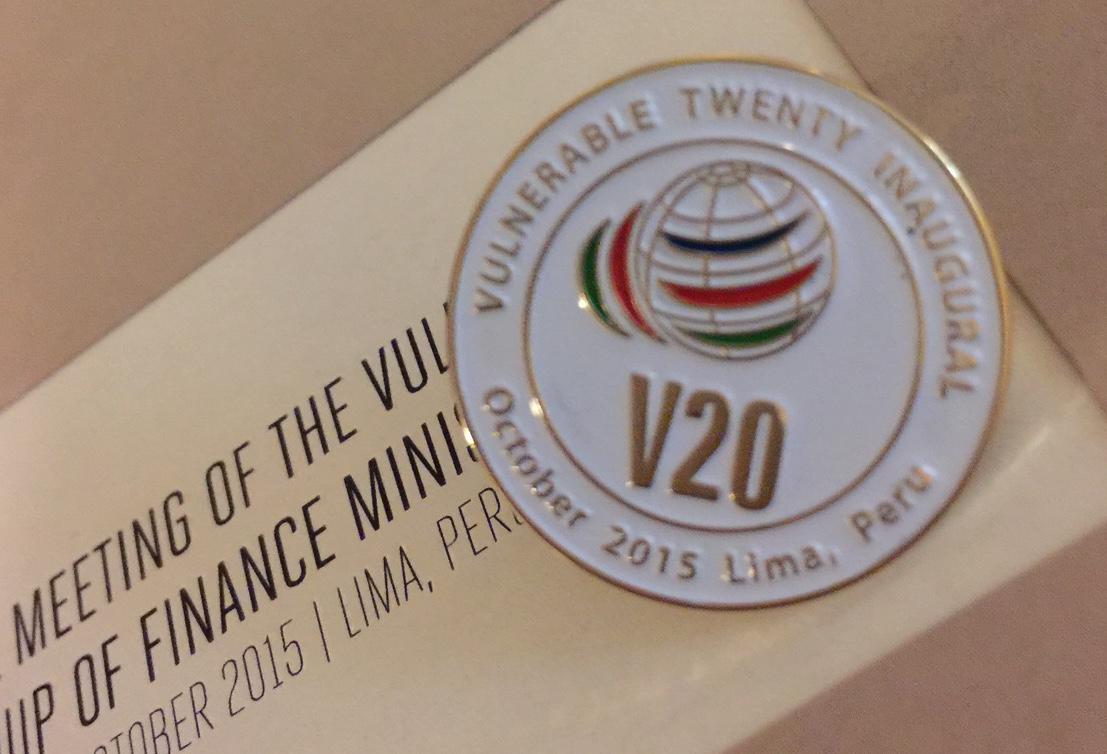 MEETING OF THE VUL
UP OF FINANCE MINIS
OCTOBER 2015 | LIMA, PERU
VULNERABLE TWENTY INAUGURAL
V20
October 2015 Lima, Peru